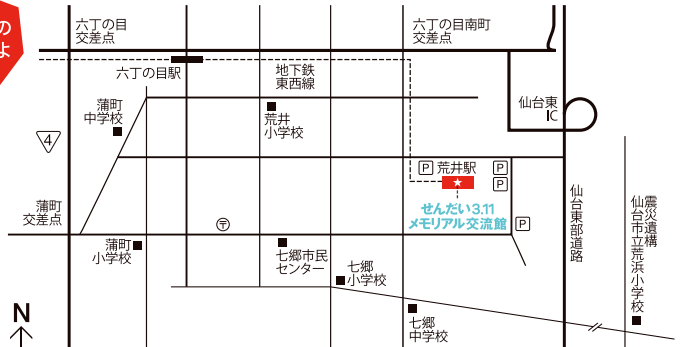 の
よ
六丁の目
交差点
六丁の目南町
交差点
六丁の目駅
地下鉄
東西線
蒲町
中学校
荒井
小学校
仙台東
IC
4
P 荒井駅 P
P
せんだい3.11
メモリアル交流館
P
蒲町
交差点
〒
蒲町
小学校
七郷市民
センター
七郷
小学校
七郷
中学校
仙台東部道路
震災遺構
仙台市立荒浜小学校
N